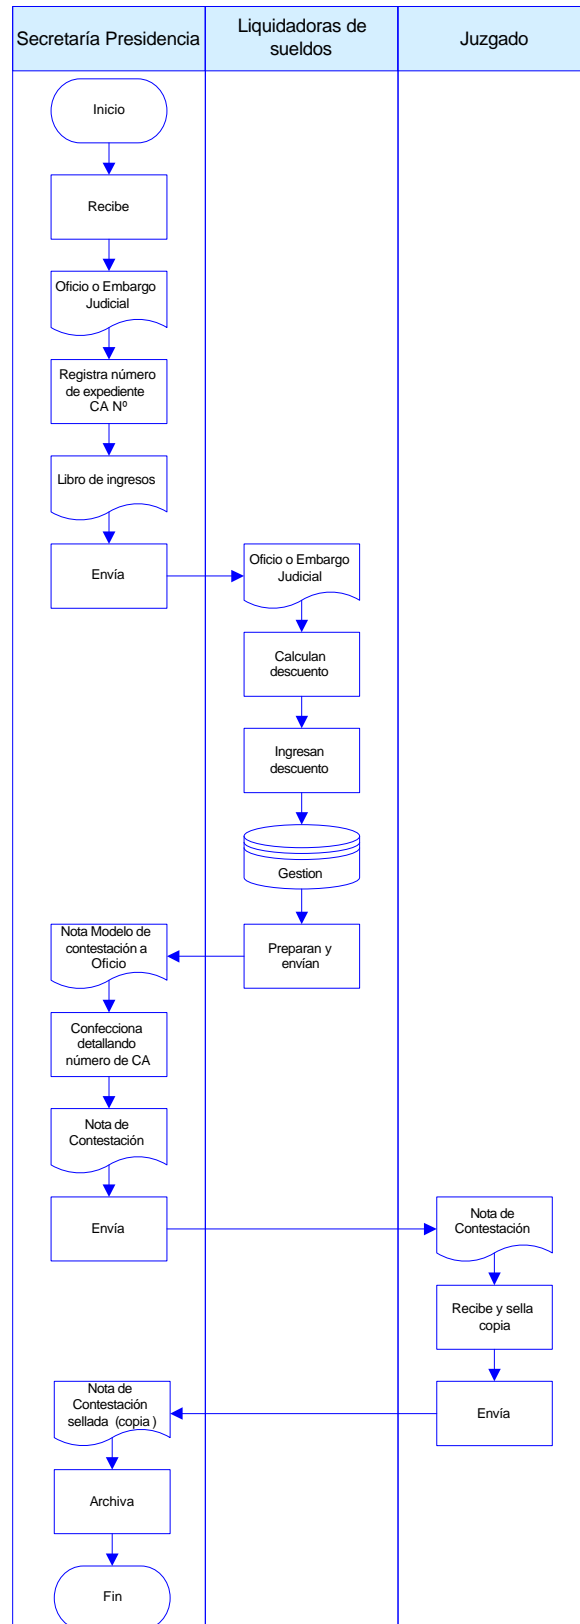 Secretaría Presidencia
Liquidadoras de
sueldos
Juzgado
Inicio
Recibe
Oficio o Embargo
Judicial
Registra número
de expediente
CA Nº
Libro de ingresos
Envía
Oficio o Embargo
Judicial
Calculan
descuento
Ingresan
descuento
Gestion
Preparan y
envían
Nota Modelo de
contestación a
Oficio
Confecciona
detallando
número de CA
Nota de
Contestación
Envía
Nota de
Contestación
Recibe y sella
copia
Envía
Nota de
Contestación
sellada (copia)
Archiva
Fin